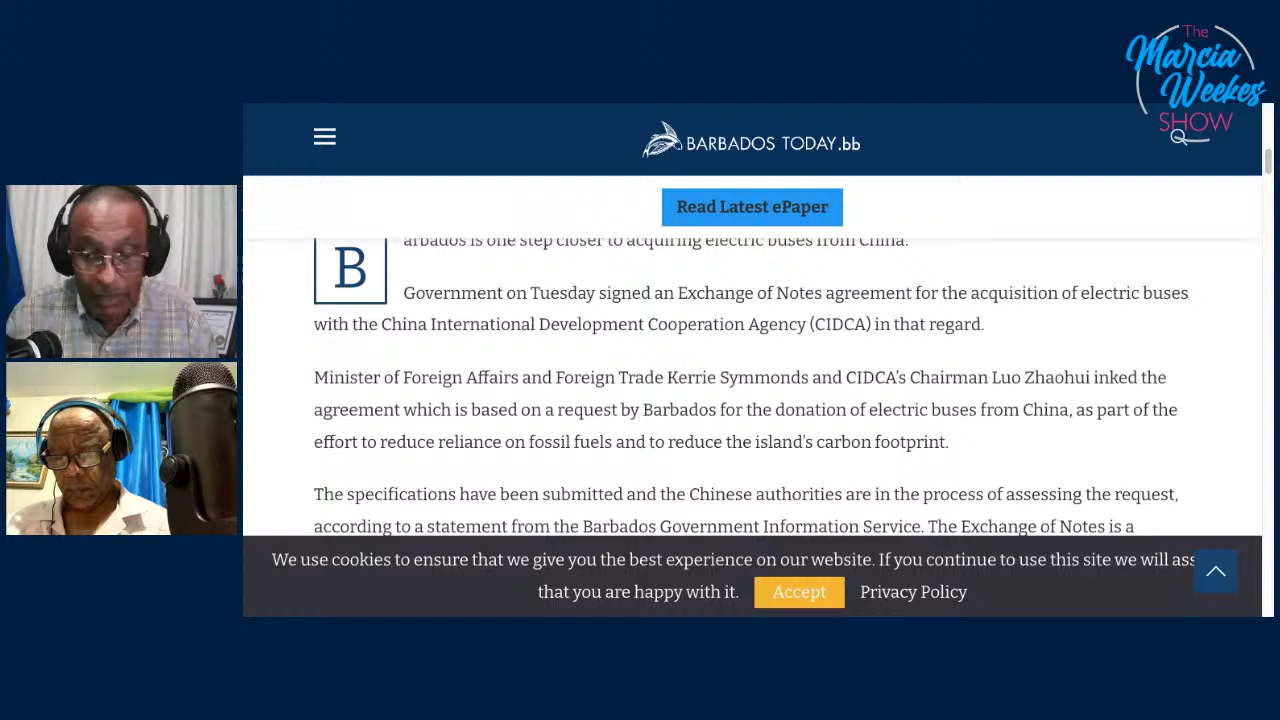 The
Marcia
Weekes
SHOW
BARBADOS TODAY.bb
Read Latest ePaper
Barbados is one step closer to acquiring electric buses from China.
Government on Tuesday signed an Exchange of Notes agreement for the acquisition of electric buses
with the China International Development Cooperation Agency (CIDCA) in that regard.
Minister of Foreign Affairs and Foreign Trade Kerrie Symmonds and CIDCA’s Chairman Luo Zhaohui inked the
agreement which is based on a request by Barbados for the donation of electric buses from China, as part of the
effort to reduce reliance on fossil fuels and to reduce the island’s carbon footprint.
The specifications have been submitted and the Chinese authorities are in the process of assessing the request,
according to a statement from the Barbados Government Information Service. The Exchange of Notes is a
We use cookies to ensure that we give you the best experience on our website. If you continue to use this site we will ass
that you are happy with it. Accept Privacy Policy